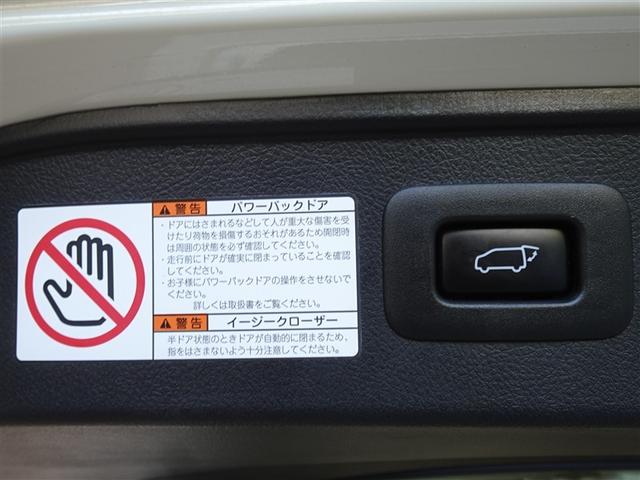 警告 パワーバックドア
・ドアにはさまれるなどして人が重大な傷害を受
けたり荷物を損傷するおそれがあるため開閉時
は周囲の状態を必ず確認してください。
・走行前にドアが確実に閉まっていることを確認
してください。
・お子様にパワーバックドアの操作をさせないで
ください。
詳しくは取扱書をご覧ください。
警告 イージークローザー
半ドア状態のときドアが自動的に閉まるため、
指をはさまないよう十分注意してください。